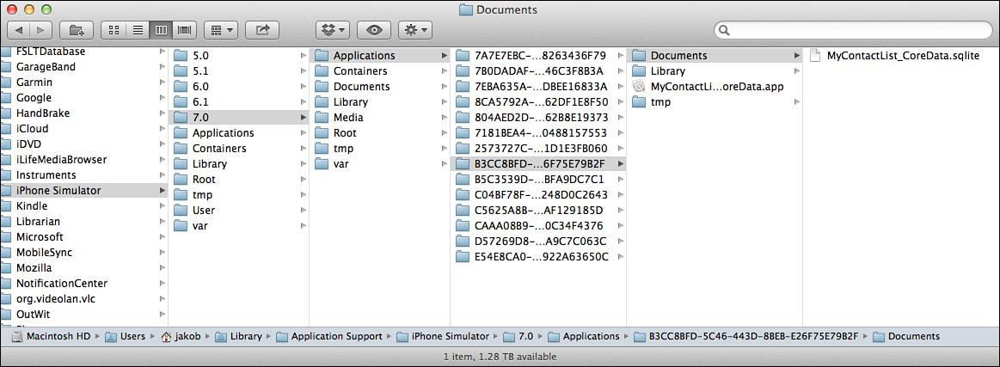 Documents
FSLTDatabase
GarageBand
Garmin
Google
HandBrake
iCloud
iDVD
iLifeMediaBrowser
Instruments
iPhone Simulator
Kindle
Librarian
Microsoft
MobileSync
Mozilla
NotificationCenter
org.videolan.vlc
OutWit
5.0
5.1
6.0
6.1
7.0
Applications
Containers
Library
Root
tmp
User
var
Applications
Containers
Documents
Library
Media
Root
tmp
var
7A7E7EBC-...8263436F79
7B0DADAF-...46C3F8B3A
7EBA635A-...DBEE16833A
8CA5792A-...62DF1E8F50
804AED2D-...62B8E19373
7181BEA4-...0488157553
2573727C-...1D1E3FB060
B3CC8BFD-...6F75E79B2F
B5C3539D-...BFA9DC7C1
C04BF78F-...248D0C2643
C5625A8B-...AF129185D
CAAA08B9-...0C34F4376
D57269D8-...A9C7C063C
E54E8CA0-...922A63650C
Documents
Library
MyContactLi...oreData.app
tmp
MyContactList_CoreData.sqlite
Macintosh HD ▸ Users ▸ jakob ▸ Library ▸ Application Support ▸ iPhone Simulator ▸ 7.0 ▸ Applications ▸ B3CC8BFD-5C46-443D-8BEB-E26F75E79B2F ▸ Documents
1 item, 1.28 TB available